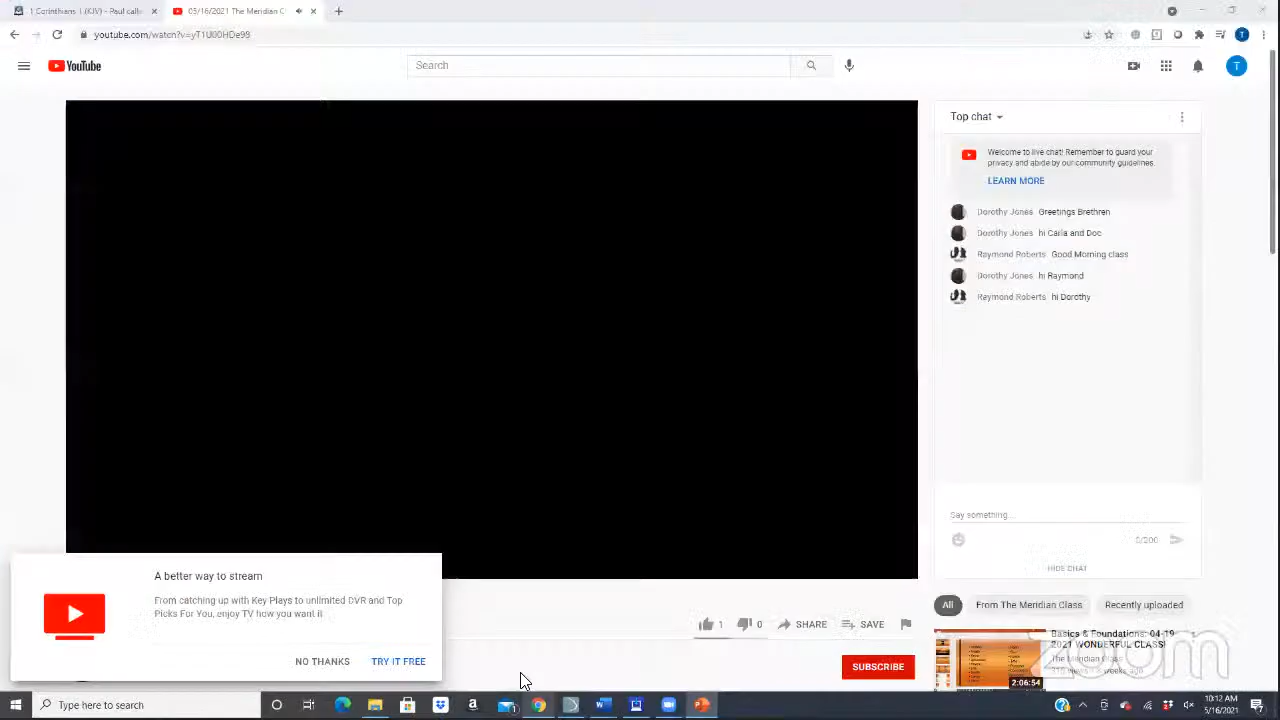 1 Corinthians 1 (KJV) - Paul calle
05/16/2021 The Meridian C
youtube.com/watch?v=yT1U00HDe98
T
YouTube
Search
T
Top chat
Welcome to live chat! Remember to guard your
privacy and abide by our community guidelines.
LEARN MORE
Dorothy Jones Greetings Brethren
Dorothy Jones hi Carla and Doc
Raymond Roberts Good Morning class
Dorothy Jones hi Raymond
Raymond Roberts hi Dorothy
Say something...
0/200
HIDE CHAT
A better way to stream
From catching up with Key Plays to unlimited DVR and Top
Picks For You, enjoy TV how you want it
NO THANKS TRY IT FREE
1 0 SHARE SAVE
SUBSCRIBE
All From The Meridian Class Recently uploaded
Basics & Foundations: 04-19
2021 WONDERFUL CLASS!
The Meridian Class
2:06:54
zoom
Type here to search
10:12 AM
5/16/2021